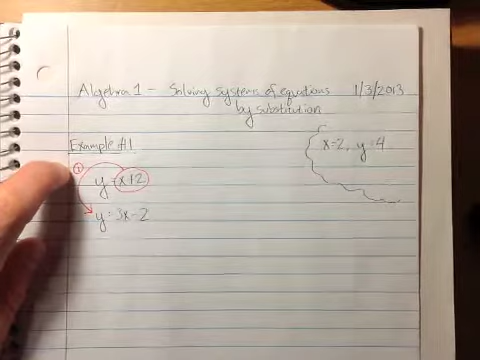 Algebra 1 - Solving systems of equations 1/3/2013
by substitution
Example #1
x=2, y=4
1
y=x+2
y=3x-2